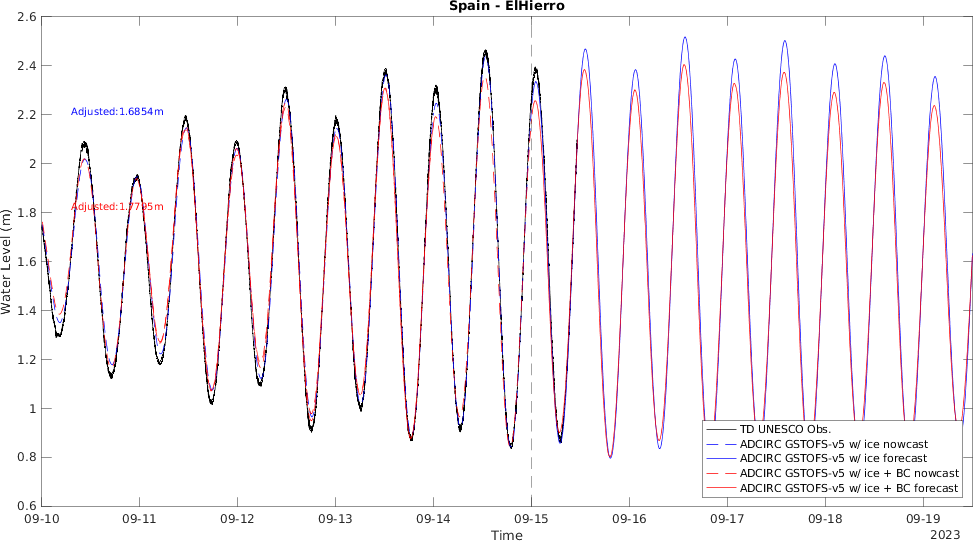 Spain - ElHierro
2.6
2.4
2.2
2
1.8
1.6
1.4
1.2
1
0.8
0.6
Water Level (m)
Adjusted:1.6854m
Adjusted:1.7795m
TD UNESCO Obs.
ADCIRC GSTOFS-v5 w/ ice nowcast
ADCIRC GSTOFS-v5 w/ ice forecast
ADCIRC GSTOFS-v5 w/ ice + BC nowcast
ADCIRC GSTOFS-v5 w/ ice + BC forecast
09-10 09-11 09-12 09-13 09-14 09-15 09-16 09-17 09-18 09-19
Time
2023